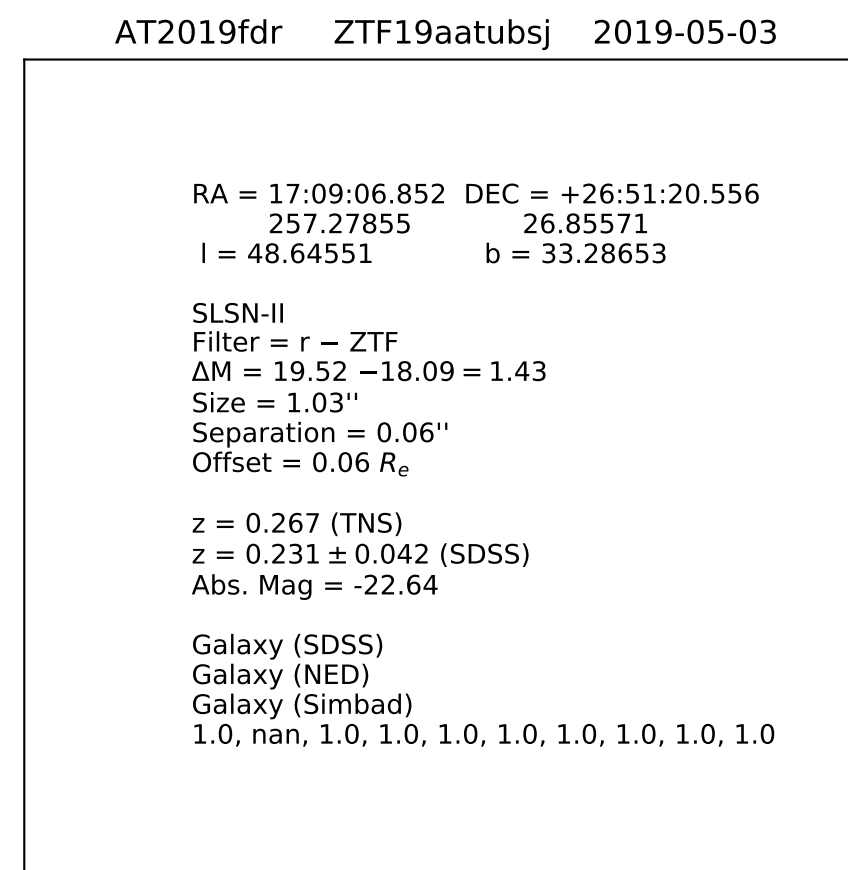 AT2019fdr ZTF19aatubsj 2019-05-03
RA = 17:09:06.852 DEC = +26:51:20.556
257.27855 26.85571
l = 48.64551 b = 33.28653
SLSN-II
Filter = r − ZTF
ΔM = 19.52 −18.09 = 1.43
Size = 1.03''
Separation = 0.06''
Offset = 0.06 Rₑ
z = 0.267 (TNS)
z = 0.231 ± 0.042 (SDSS)
Abs. Mag = -22.64
Galaxy (SDSS)
Galaxy (NED)
Galaxy (Simbad)
1.0, nan, 1.0, 1.0, 1.0, 1.0, 1.0, 1.0, 1.0, 1.0